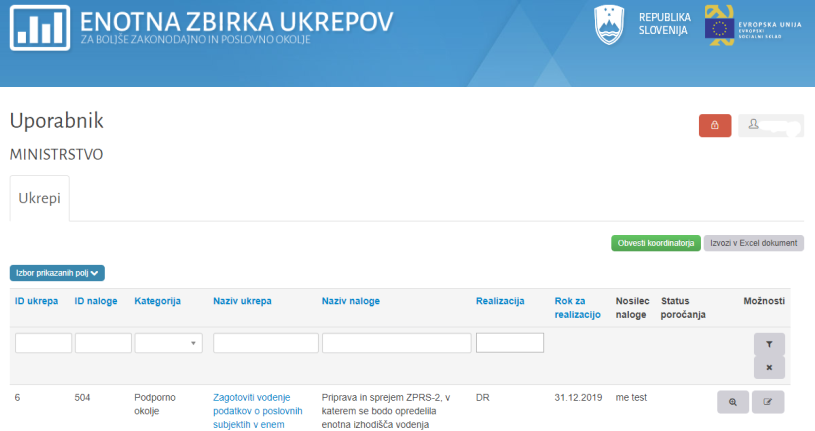 ENOTNA ZBIRKA UKREPOV
ZA BOLJŠE ZAKONODAJNO IN POSLOVNO OKOLJE
REPUBLIKA
SLOVENIJA
EVROPSKA UNIJA
EVROPSKI
SOCIALNI SKLAD
Uporabnik
MINISTRSTVO
Ukrepi
Obvesti koordinatorja
Izvozi v Excel dokument
Izbor prikazanih polj
ID ukrepa ID naloge Kategorija Naziv ukrepa Naziv naloge Realizacija Rok za Nosilec Status Možnosti
realizacijo naloge poročanja
6 504 Podporno Zagotoviti vodenje Priprava in sprejem ZPRS-2, v DR 31.12.2019 me test
okolje podatkov o poslovnih katerem se bodo opredelila
subjektih v enem enotna izhodišča vodenja